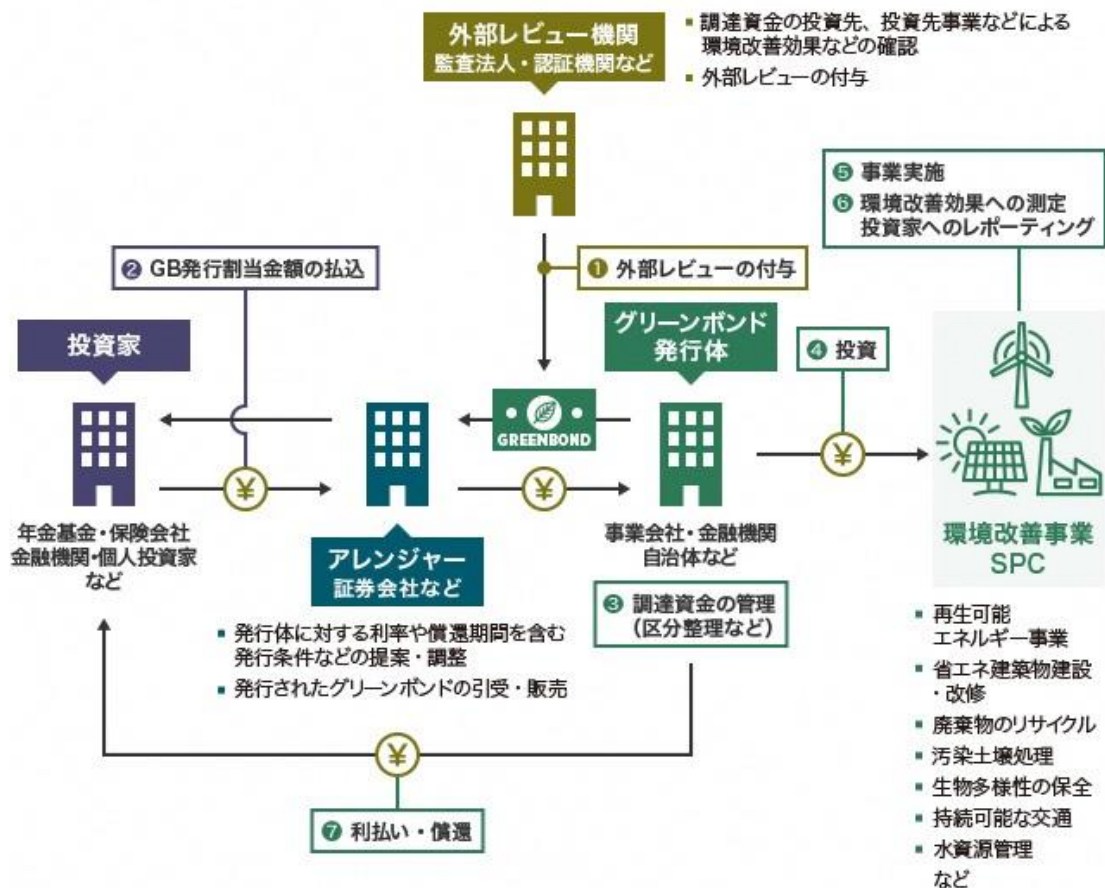 外部レビュー機関
監査法人・認証機関など
▪ 調達資金の投資先、投資先事業などによる
環境改善効果などの確認
▪ 外部レビューの付与
❺ 事業実施
❻ 環境改善効果への測定
投資家へのレポーティング
❷ GB発行割当金額の払込
❶ 外部レビューの付与
投資家
グリーンボンド
発行体
❹ 投資
GREENBOND
¥
¥
¥
年金基金・保険会社
金融機関・個人投資家
など
アレンジャー
証券会社など
事業会社・金融機関
自治体など
環境改善事業
SPC
❸ 調達資金の管理
（区分整理など）
▪ 発行体に対する利率や償還期間を含む
発行条件などの提案・調整
▪ 発行されたグリーンボンドの引受・販売
▪ 再生可能
エネルギー事業
▪ 省エネ建築物建設
・改修
▪ 廃棄物のリサイクル
▪ 汚染土壌処理
▪ 生物多様性の保全
▪ 持続可能な交通
▪ 水資源管理
など
¥
❼ 利払い・償還